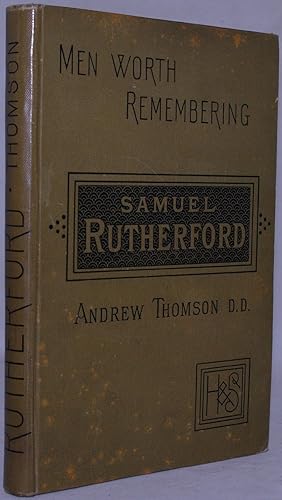 MEN WORTH
REMEMBERING
SAMUEL
RUTHERFORD
ANDREW THOMSON D.D.
H&S
RUTHERFORD · THOMSON